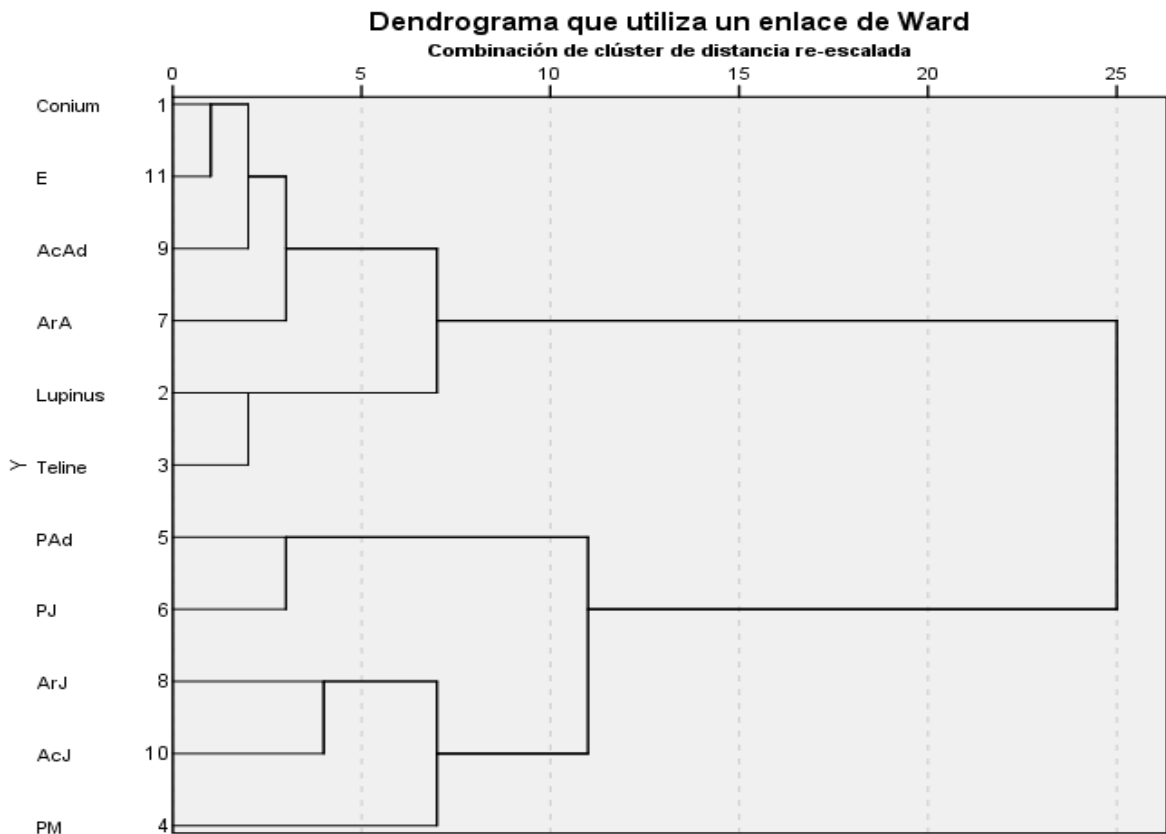 Dendrograma que utiliza un enlace de Ward
Combinación de clúster de distancia re-escalada
0 5 10 15 20 25
Conium 1
E 11
AcAd 9
ArA 7
Lupinus 2
Y
Teline 3
PAd 5
PJ 6
ArJ 8
AcJ 10
PM 4